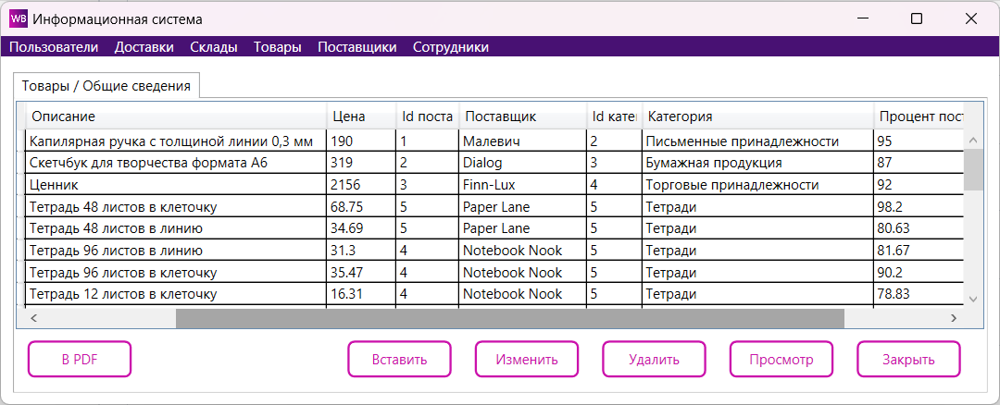 WB Информационная система
Пользователи Доставки Склады Товары Поставщики Сотрудники
Товары / Общие сведения
Описание Цена Id поста Поставщик Id кате Категория Процент пост
Капилярная ручка с толщиной линии 0,3 мм 190 1 Малевич 2 Письменные принадлежности 95
Скетчбук для творчества формата А6 319 2 Dialog 3 Бумажная продукция 87
Ценник 2156 3 Finn-Lux 4 Торговые принадлежности 92
Тетрадь 48 листов в клеточку 68.75 5 Paper Lane 5 Тетради 98.2
Тетрадь 48 листов в линию 34.69 5 Paper Lane 5 Тетради 80.63
Тетрадь 96 листов в линию 31.3 4 Notebook Nook 5 Тетради 81.67
Тетрадь 96 листов в клеточку 35.47 4 Notebook Nook 5 Тетради 90.2
Тетрадь 12 листов в клеточку 16.31 4 Notebook Nook 5 Тетради 78.83
В PDF Вставить Изменить Удалить Просмотр Закрыть